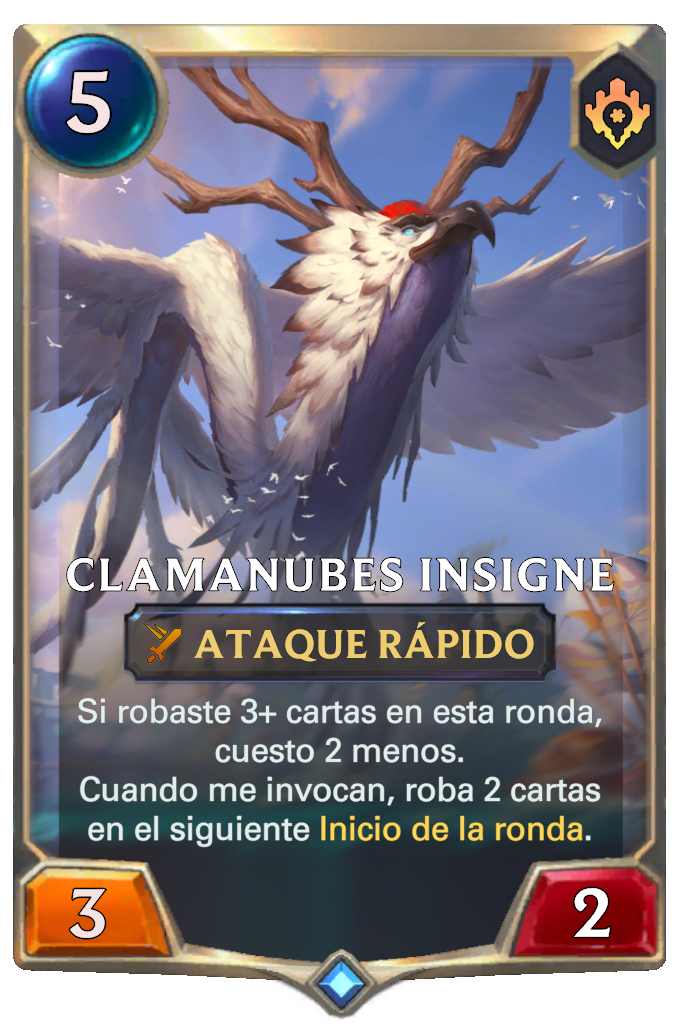 5
CLAMANUBES INSIGNE
ATAQUE RÁPIDO
Si robaste 3+ cartas en esta ronda,
cuesto 2 menos.
Cuando me invocan, roba 2 cartas
en el siguiente Inicio de la ronda.
3
2